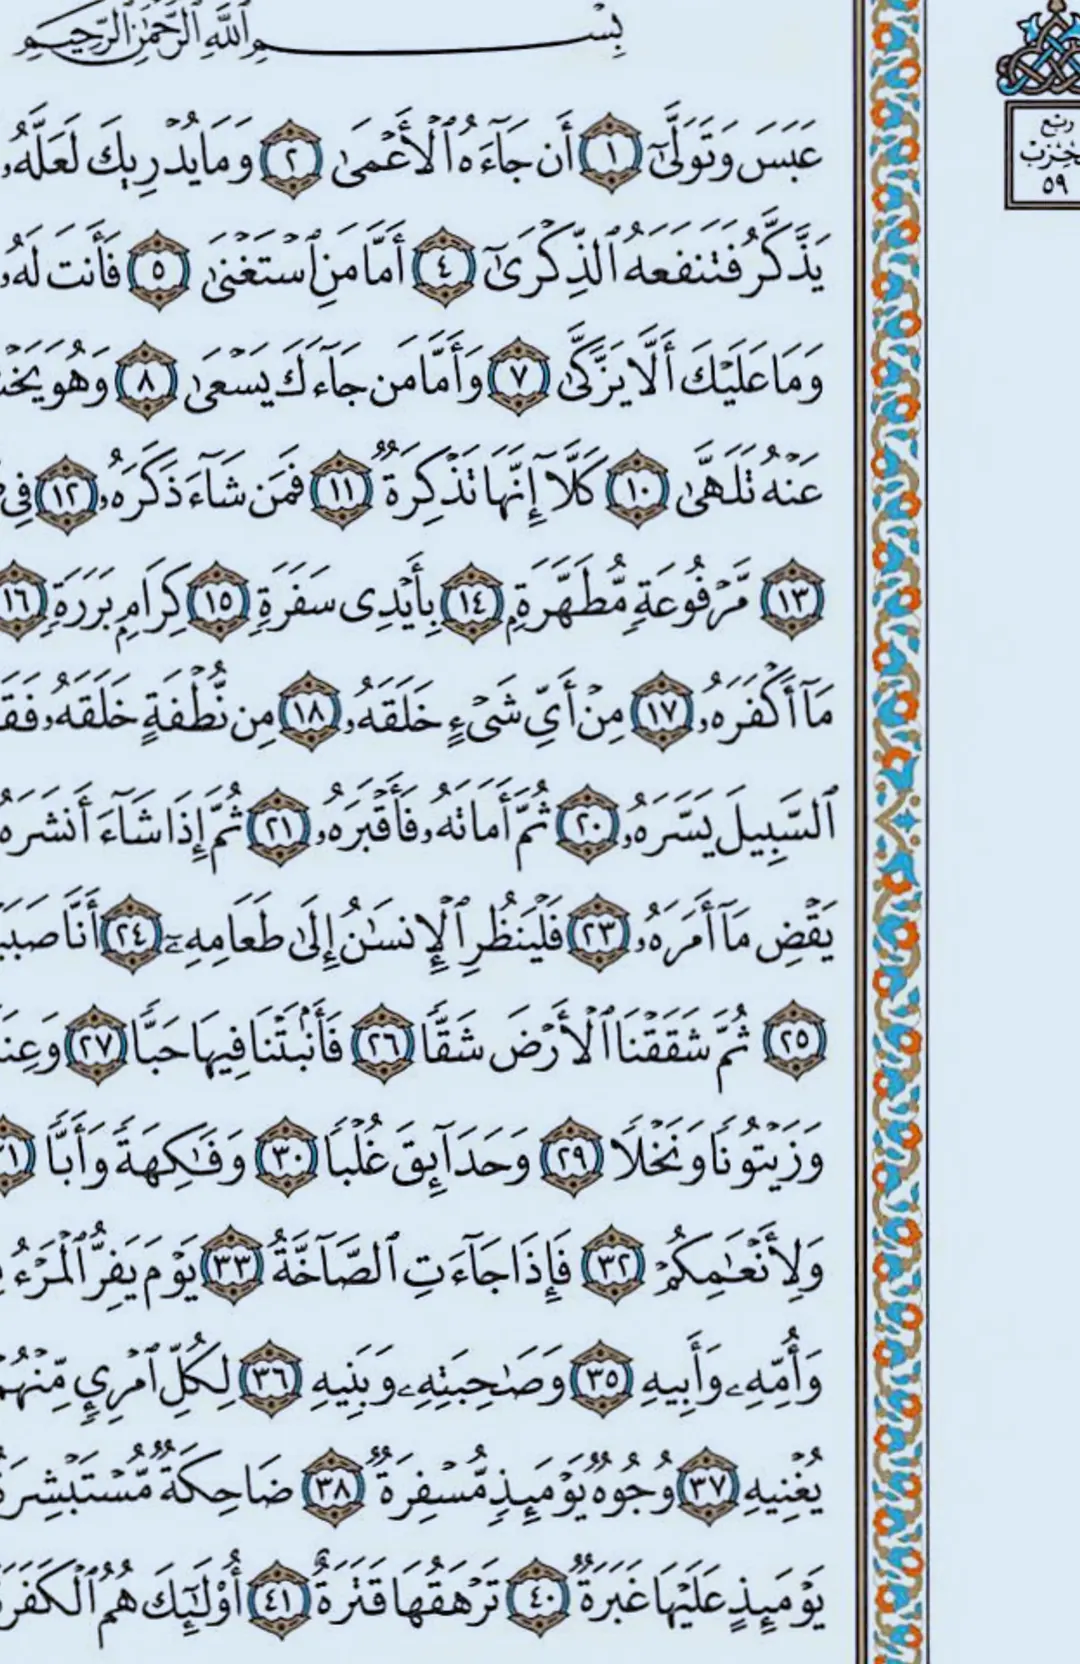 بِسْمِ ٱللَّهِ ٱلرَّحْمَٰنِ ٱلرَّحِيمِ
رُبْع
ٱلْحِزْبِ
٥٩
عَبَسَ وَتَوَلَّىٰٓ ١ أَن جَآءَهُ ٱلْأَعْمَىٰ ٢ وَمَا يُدْرِيكَ لَعَلَّهُۥ
يَذَّكَّرُ فَتَنفَعَهُ ٱلذِّكْرَىٰٓ ٤ أَمَّا مَنِ ٱسْتَغْنَىٰ ٥ فَأَنتَ لَهُۥ
وَمَا عَلَيْكَ أَلَّا يَزَّكَّىٰ ٧ وَأَمَّا مَن جَآءَكَ يَسْعَىٰ ٨ وَهُوَ يَخْ
عَنْهُ تَلَهَّىٰ ١٠ كَلَّآ إِنَّهَا تَذْكِرَةٌ ١١ فَمَن شَآءَ ذَكَرَهُۥ ١٢ فِى
١٣ مَّرْفُوعَةٍ مُّطَهَّرَةٍۭ ١٤ بِأَيْدِى سَفَرَةٍ ١٥ كِرَامٍۭ بَرَرَةٍ ١٦
مَآ أَكْفَرَهُۥ ١٧ مِنْ أَىِّ شَىْءٍ خَلَقَهُۥ ١٨ مِن نُّطْفَةٍ خَلَقَهُۥ فَقَ
ٱلسَّبِيلَ يَسَّرَهُۥ ٢٠ ثُمَّ أَمَاتَهُۥ فَأَقْبَرَهُۥ ٢١ ثُمَّ إِذَا شَآءَ أَنشَرَهُ
يَقْضِ مَآ أَمَرَهُۥ ٢٣ فَلْيَنظُرِ ٱلْإِنسَٰنُ إِلَىٰ طَعَامِهِۦٓ ٢٤ أَنَّا صَبَبْ
٢٥ ثُمَّ شَقَقْنَا ٱلْأَرْضَ شَقًّا ٢٦ فَأَنۢبَتْنَا فِيهَا حَبًّا ٢٧ وَعِنَ
وَزَيْتُونًا وَنَخْلًا ٢٩ وَحَدَآئِقَ غُلْبًا ٣٠ وَفَٰكِهَةً وَأَبًّا ٣١
وَلِأَنْعَٰمِكُمْ ٣٢ فَإِذَا جَآءَتِ ٱلصَّآخَّةُ ٣٣ يَوْمَ يَفِرُّ ٱلْمَرْءُ
وَأُمِّهِۦ وَأَبِيهِ ٣٥ وَصَٰحِبَتِهِۦ وَبَنِيهِ ٣٦ لِكُلِّ ٱمْرِئٍ مِّنْهُمْ
يُغْنِيهِ ٣٧ وُجُوهٌ يَوْمَئِذٍ مُّسْفِرَةٌ ٣٨ ضَاحِكَةٌ مُّسْتَبْشِرَةٌ
يَوْمَئِذٍ عَلَيْهَا غَبَرَةٌ ٤٠ تَرْهَقُهَا قَتَرَةٌ ٤١ أُو۟لَٰٓئِكَ هُمُ ٱلْكَفَرَ